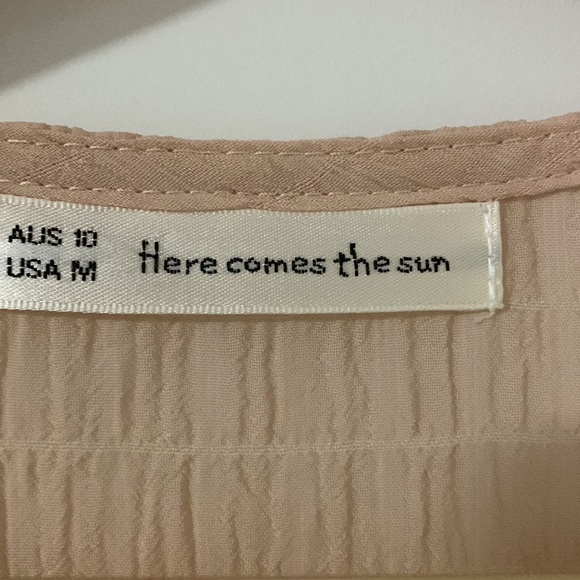 AUS 10
USA M
Here comes the sun